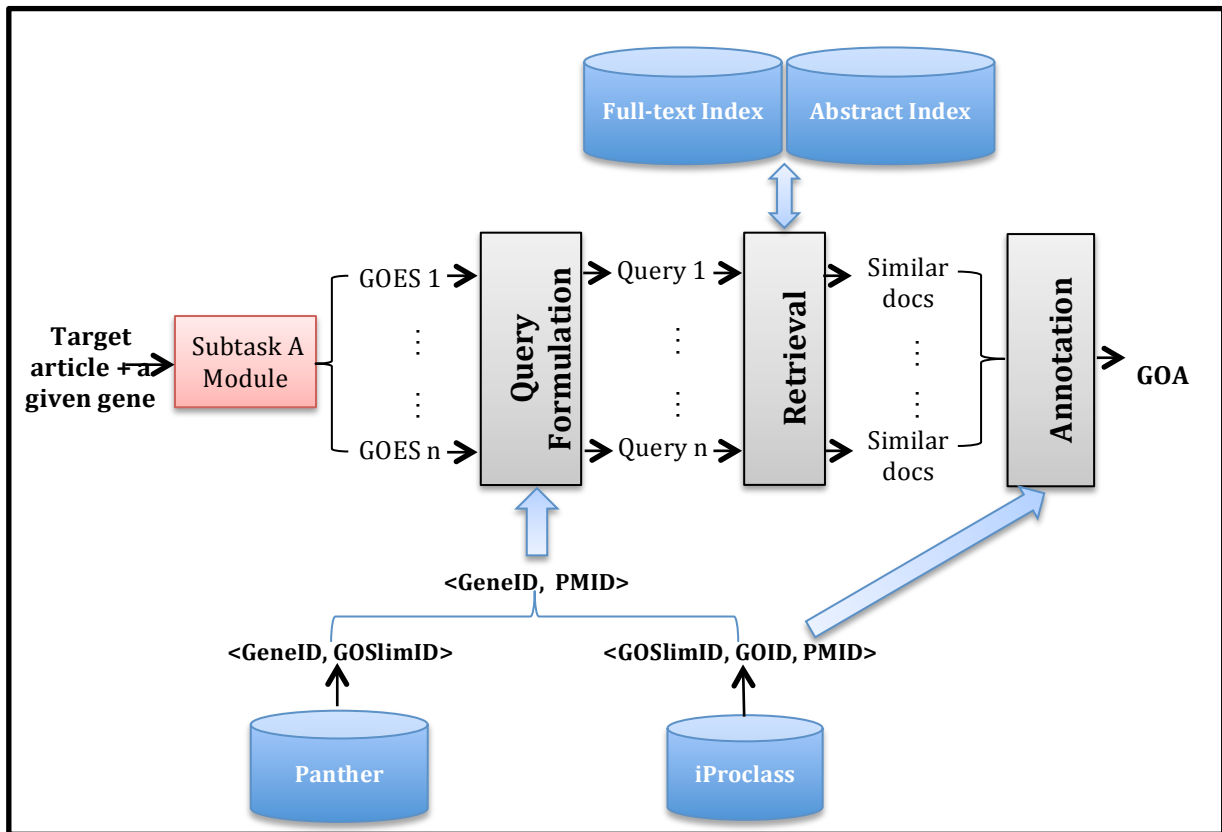 Full-text Index
Abstract Index
Target
article + a
given gene
Subtask A
Module
GOES 1
⋮
⋮
GOES n
Query
Formulation
Query 1
⋮
⋮
Query n
Retrieval
Similar
docs
⋮
⋮
Similar
docs
Annotation
GOA
<GeneID, PMID>
<GeneID, GOSlimID>
<GOSlimID, GOID, PMID>
Panther
iProclass